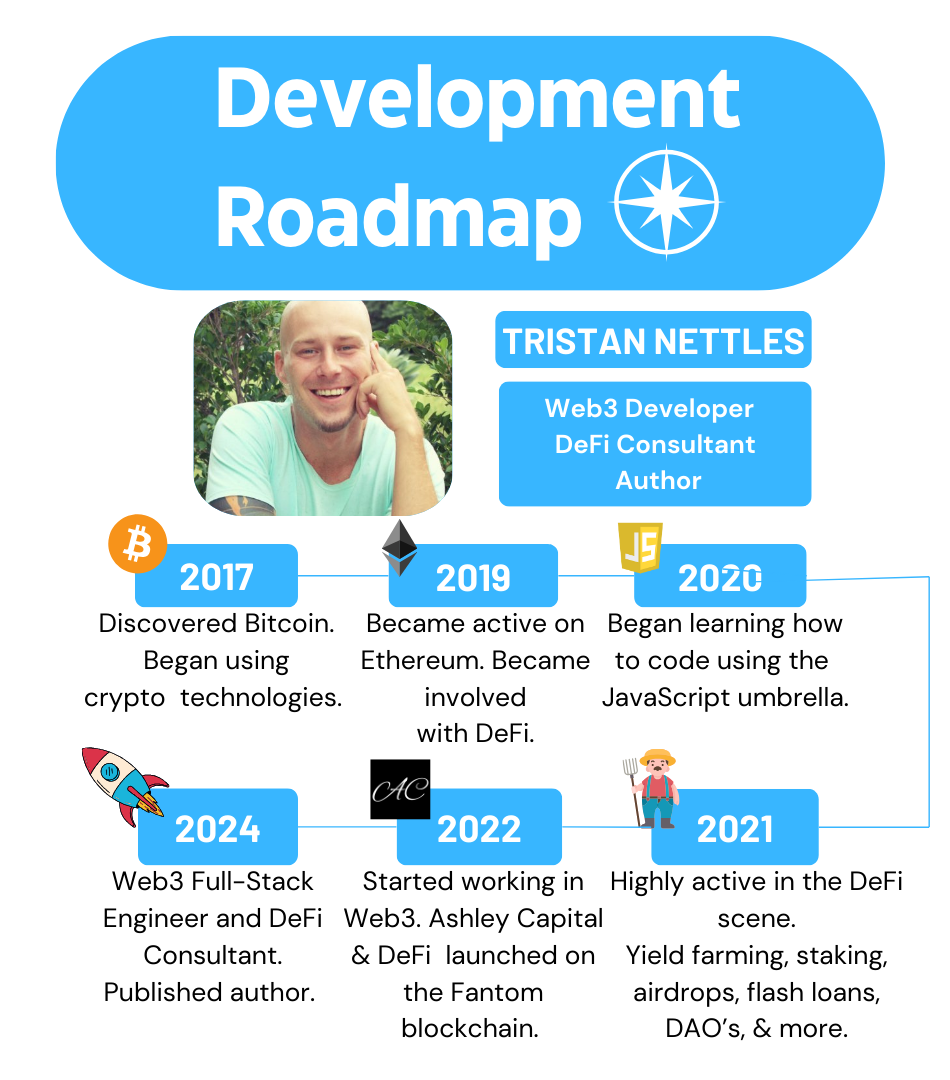 Development
Roadmap
TRISTAN NETTLES
Web3 Developer
DeFi Consultant
Author
2017
Discovered Bitcoin.
Began using
crypto technologies.
2019
Became active on
Ethereum. Became
involved
with DeFi.
JS
2020
Began learning how
to code using the
JavaScript umbrella.
2024
Web3 Full-Stack
Engineer and DeFi
Consultant.
Published author.
AC
2022
Started working in
Web3. Ashley Capital
& DeFi launched on
the Fantom
blockchain.
2021
Highly active in the DeFi
scene.
Yield farming, staking,
airdrops, flash loans,
DAO’s, & more.